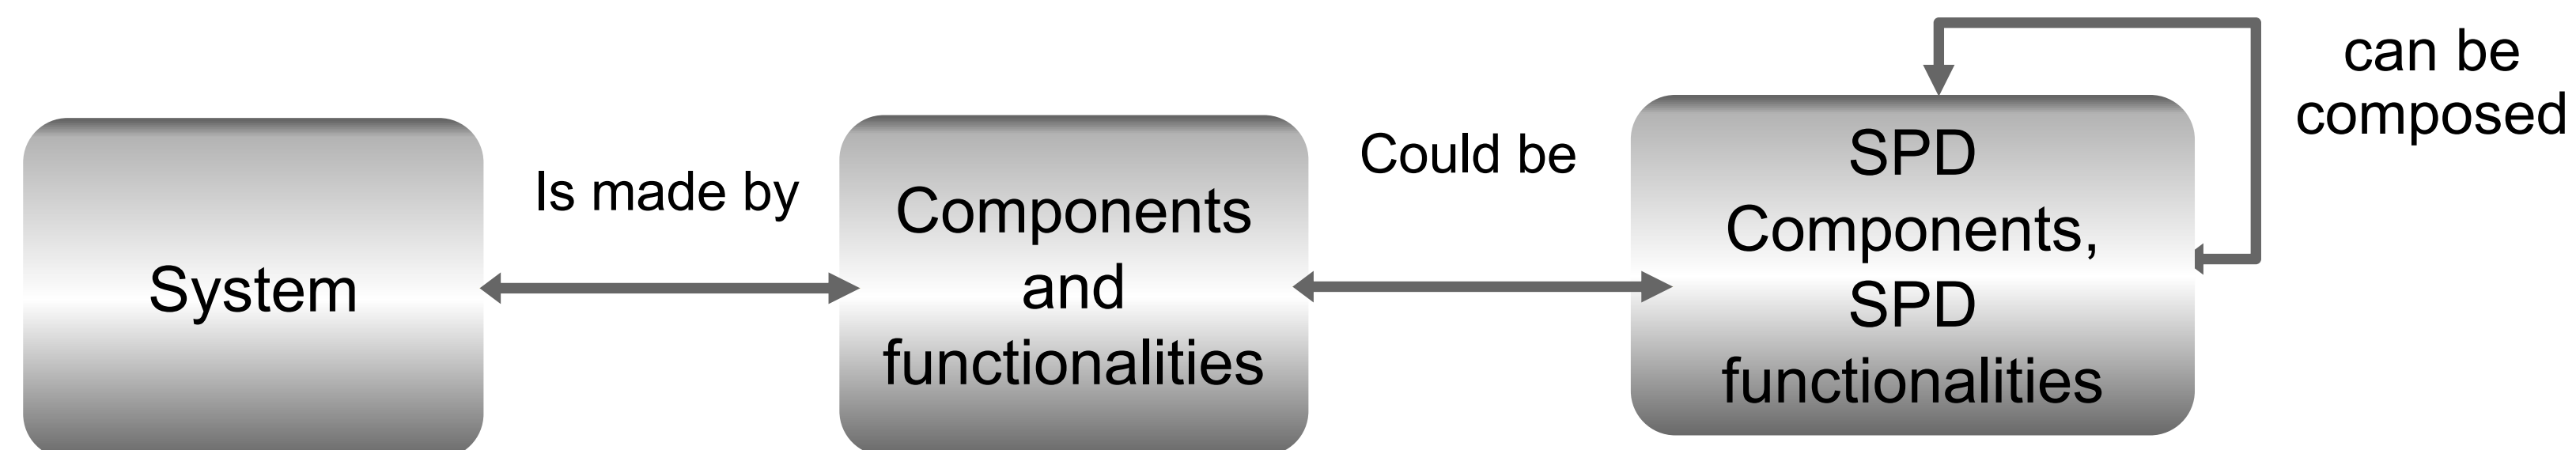 System
Is made by
Components
and
functionalities
Could be
SPD
Components,
SPD
functionalities
can be
composed